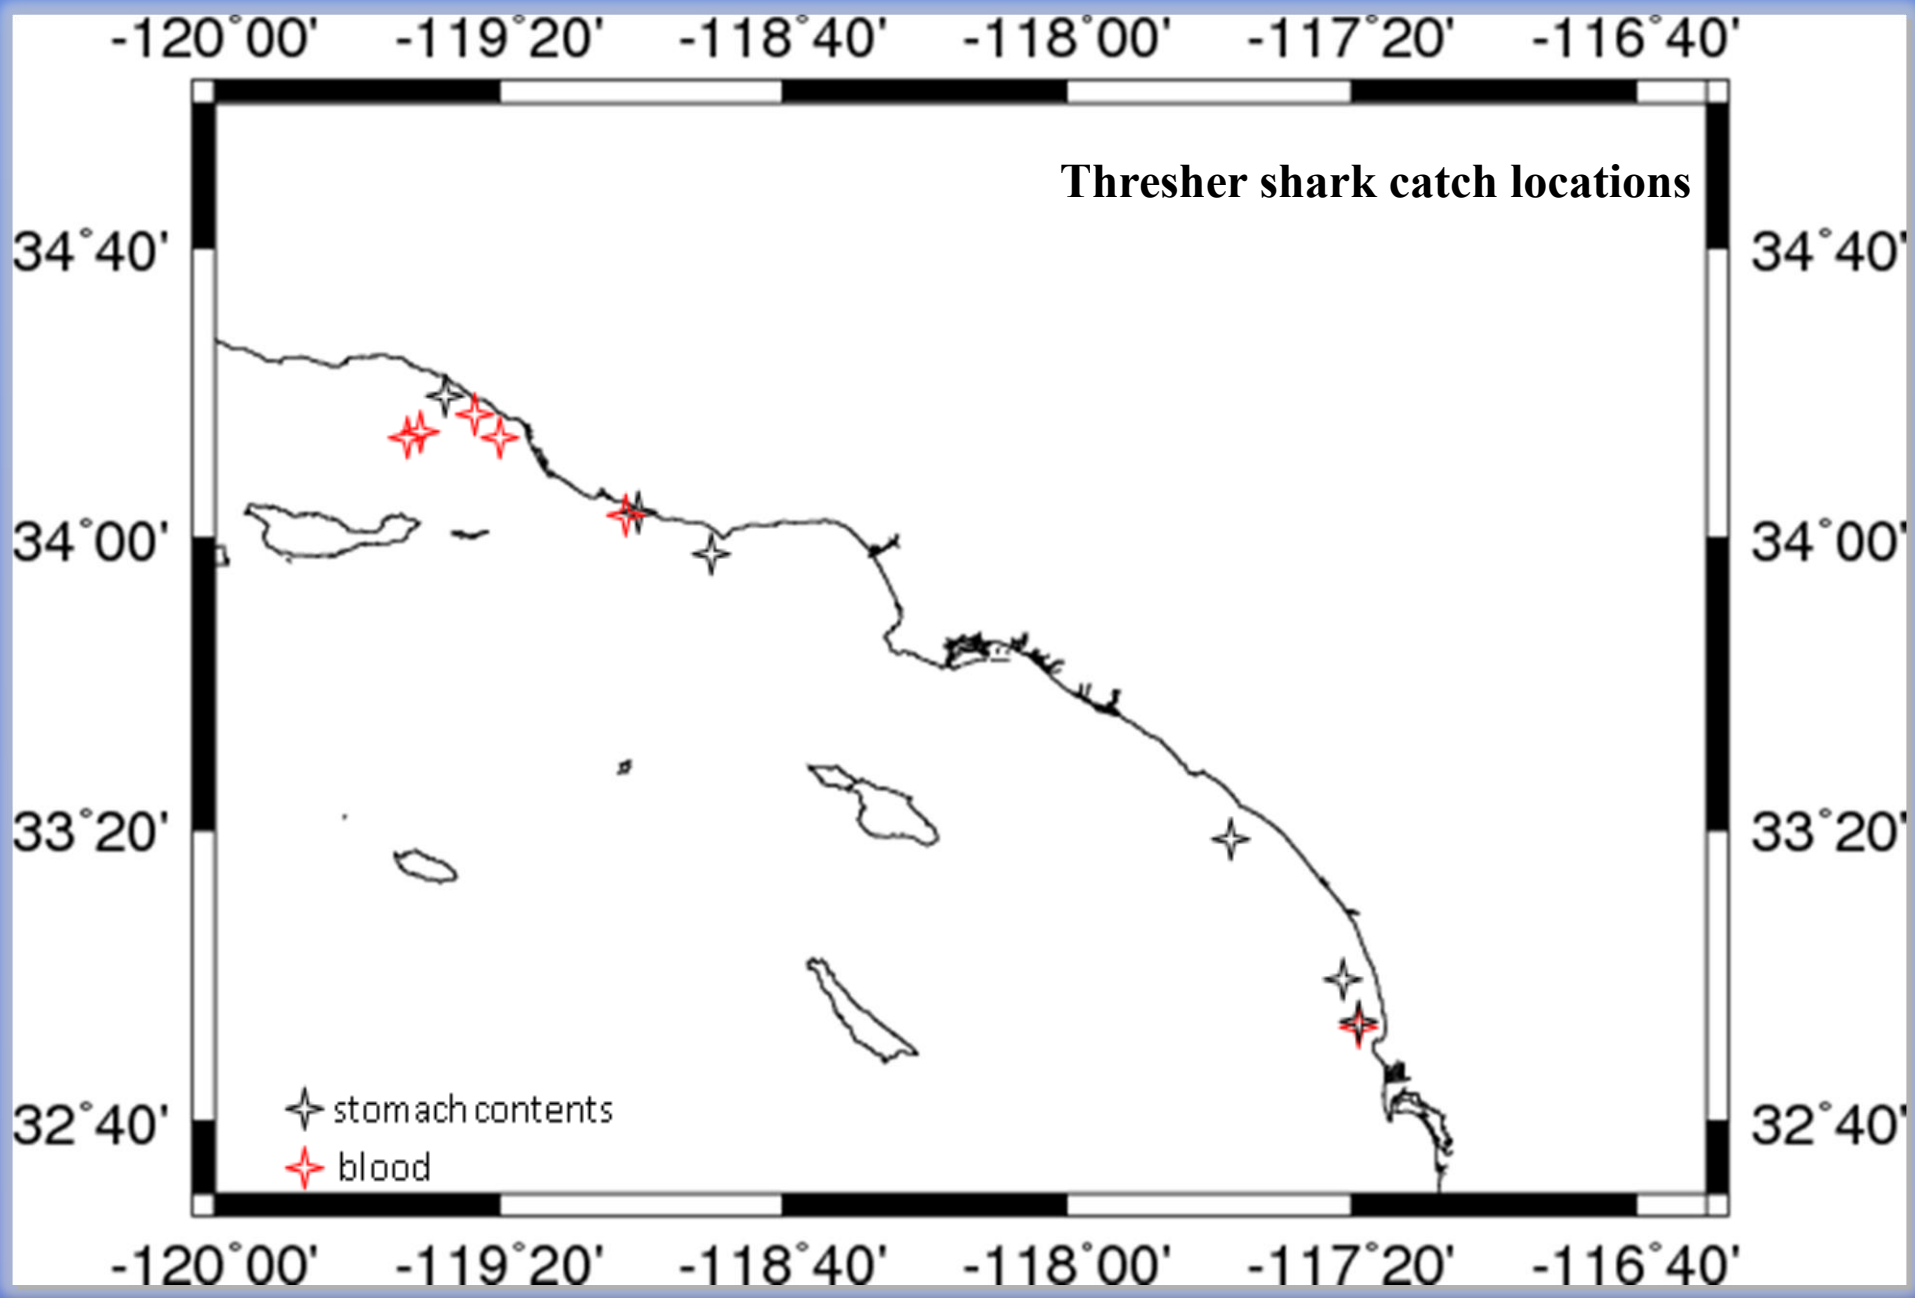 -120°00' -119°20' -118°40' -118°00' -117°20' -116°40'
Thresher shark catch locations
34°40' 34°40'
34°00' 34°00'
33°20' 33°20'
32°40' 32°40'
stomach contents
blood
-120°00' -119°20' -118°40' -118°00' -117°20' -116°40'